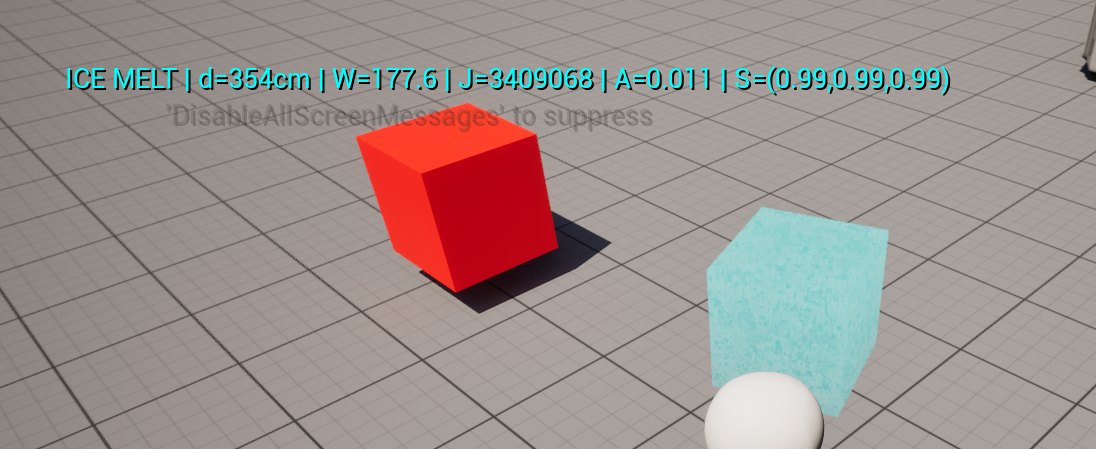 ICE MELT | d=354cm | W=177.6 | J=3409068 | A=0.011 | S=(0.99,0.99,0.99)
'DisableAllScreenMessages' to suppress